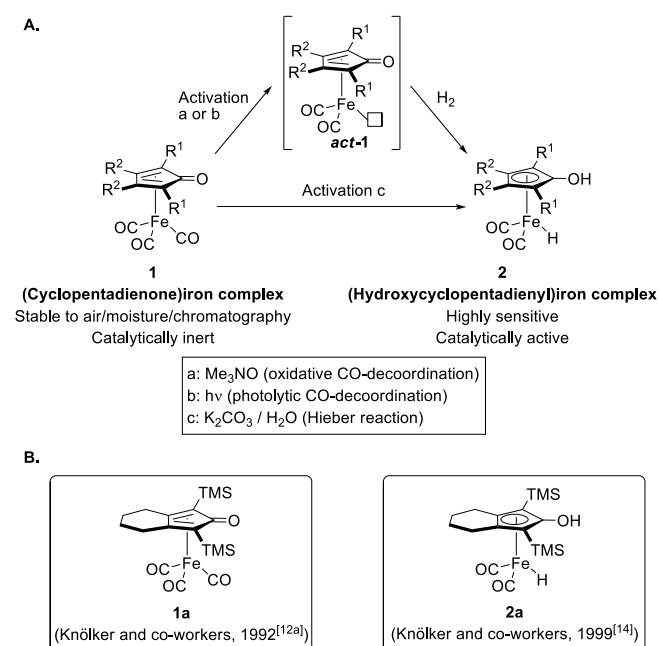 A.
R¹
R²
R²
O
R¹
Fe
CO
CO
act-1
Activation
a or b
H₂
R¹
R²
R²
O
R¹
Fe
OC
OC
CO
Activation c
R¹
R²
R²
OH
R¹
Fe
OC
OC
H
1
(Cyclopentadienone)iron complex
Stable to air/moisture/chromatography
Catalytically inert
2
(Hydroxycyclopentadienyl)iron complex
Highly sensitive
Catalytically active
a: Me₃NO (oxidative CO-decoordination)
b: hν (photolytic CO-decoordination)
c: K₂CO₃ / H₂O (Hieber reaction)
B.
TMS
O
TMS
Fe
OC
OC
CO
1a
(Knölker and co-workers, 1992[12a])
TMS
OH
TMS
Fe
OC
OC
H
2a
(Knölker and co-workers, 1999[14])